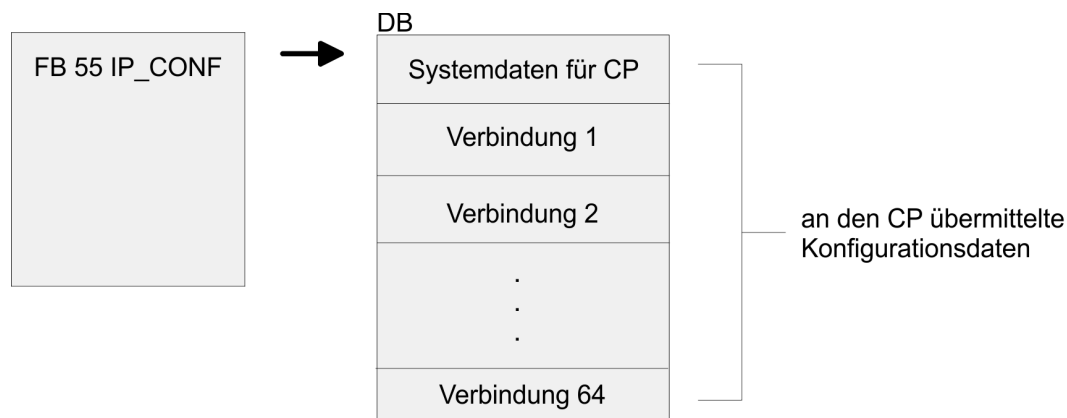 FB 55 IP_CONF
DB
Systemdaten für CP
Verbindung 1
Verbindung 2
.
.
.
Verbindung 64
an den CP übermittelte
Konfigurationsdaten